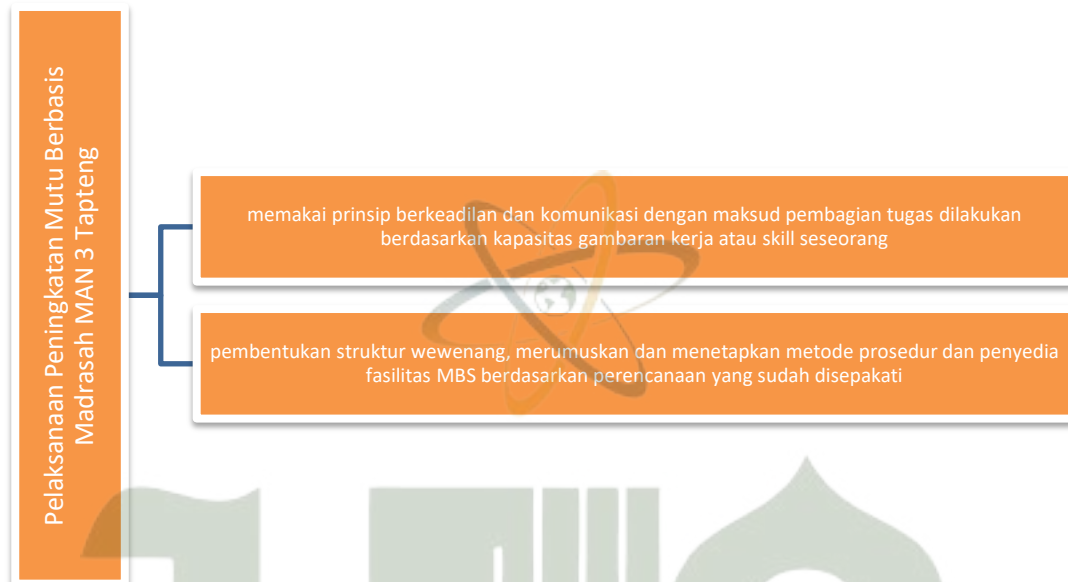 Pelaksanaan Peningkatan Mutu Berbasis
Madrasah MAN 3 Tapteng
memakai prinsip berkeadilan dan komunikasi dengan maksud pembagian tugas dilakukan
berdasarkan kapasitas gambaran kerja atau skill seseorang
pembentukan struktur wewenang, merumuskan dan menetapkan metode prosedur dan penyedia
fasilitas MBS berdasarkan perencanaan yang sudah disepakati